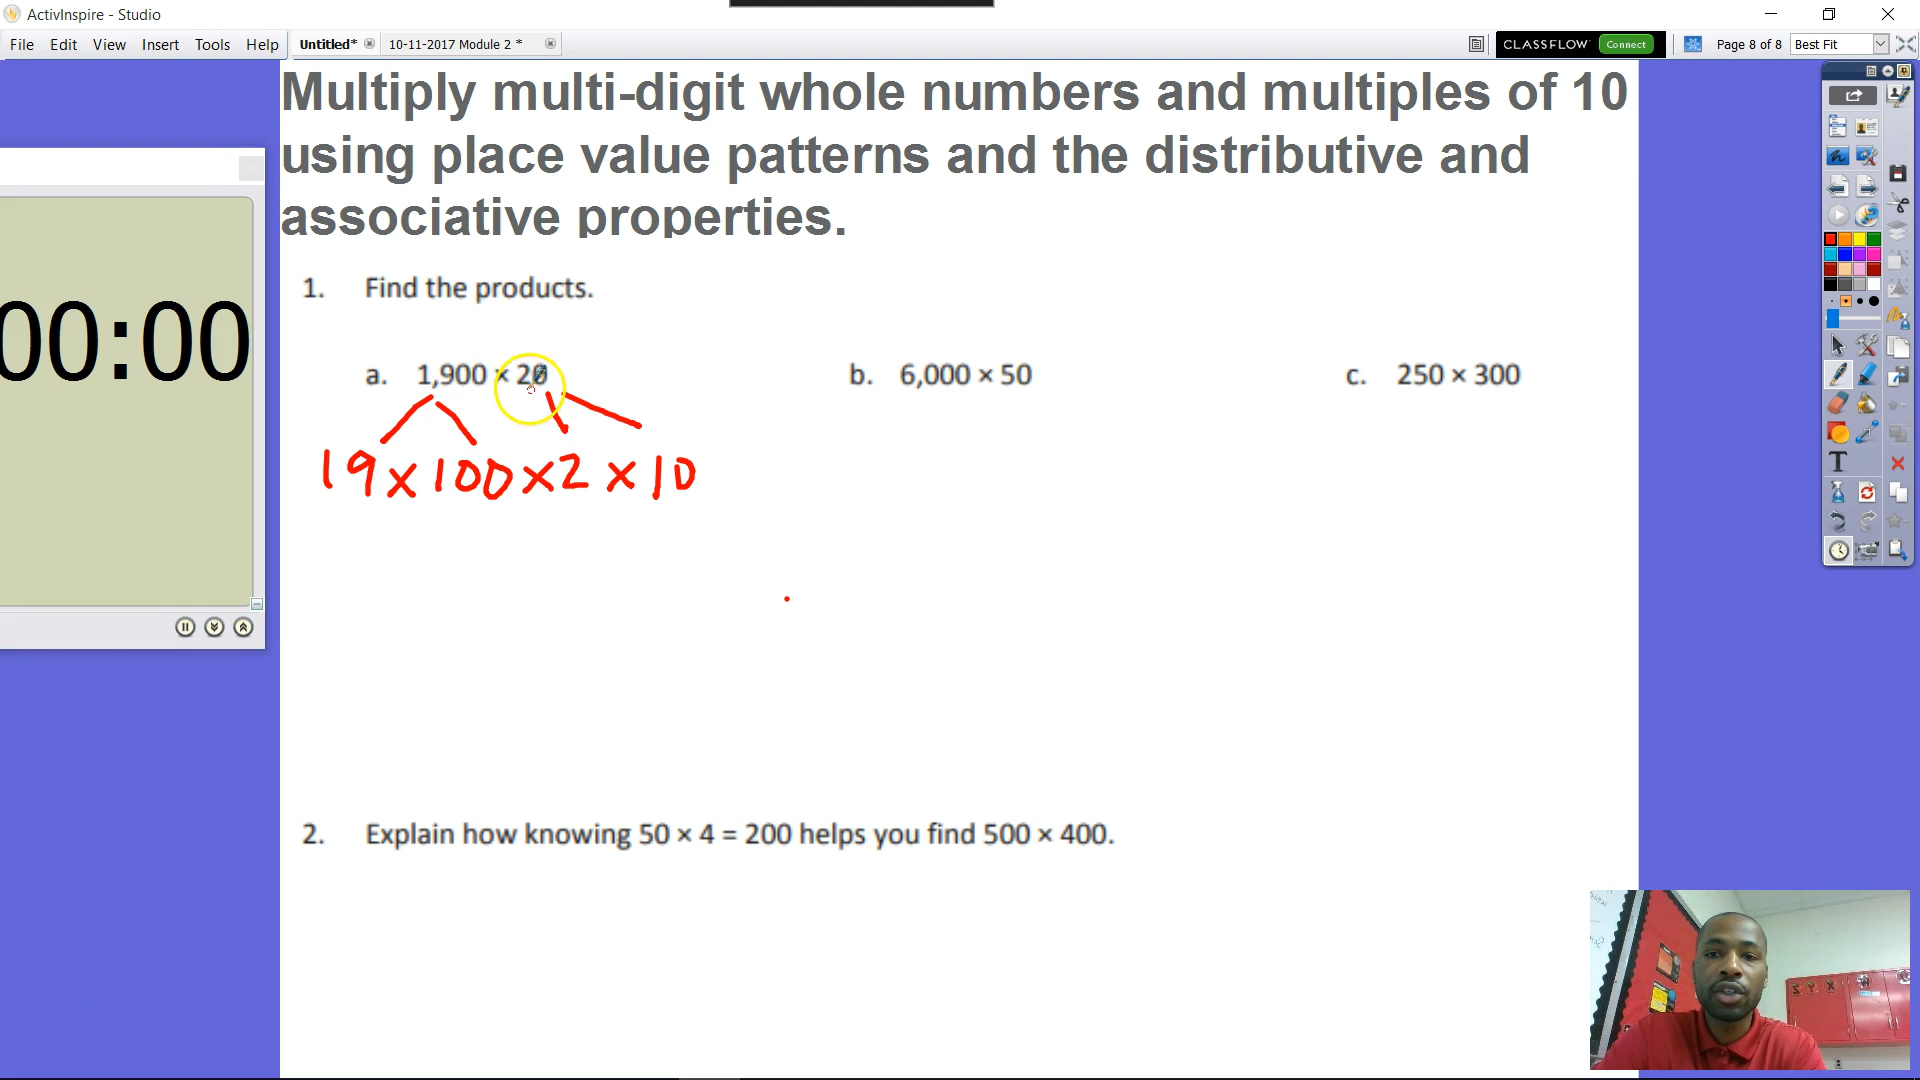 ActivInspire - Studio
File Edit View Insert Tools Help Untitled* 10-11-2017 Module 2 * CLASSFLOW Connect Page 8 of 8 Best Fit
Multiply multi-digit whole numbers and multiples of 10
using place value patterns and the distributive and
associative properties.
00:00
1. Find the products.
a. 1,900 × 20 b. 6,000 × 50 c. 250 × 300
19 x 100 x 2 x 10
2. Explain how knowing 50 × 4 = 200 helps you find 500 × 400.